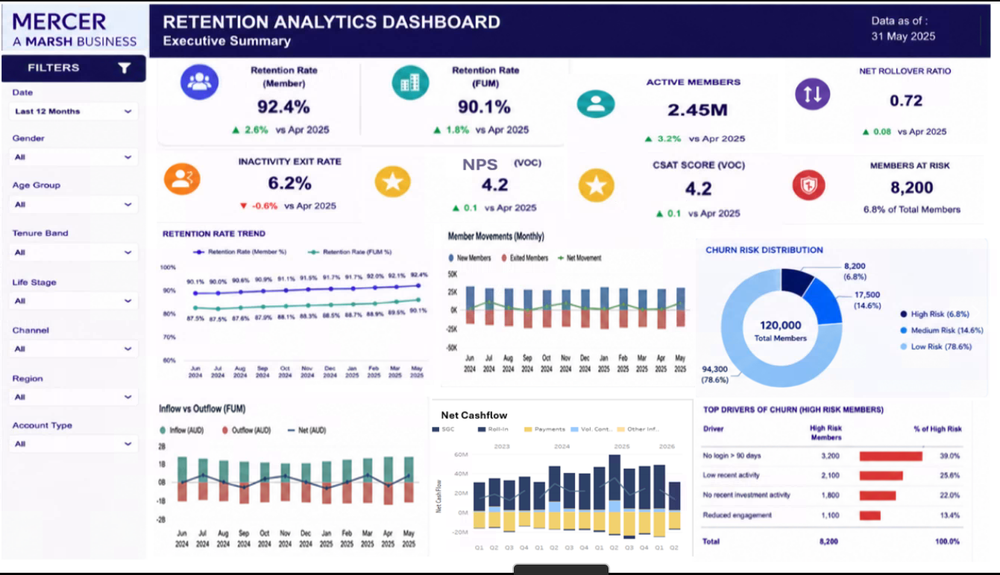 MERCER
A MARSH BUSINESS
RETENTION ANALYTICS DASHBOARD
Executive Summary
Data as of :
31 May 2025
FILTERS
Date
Last 12 Months
Gender
All
Age Group
All
Tenure Band
All
Life Stage
All
Channel
All
Region
All
Account Type
All
Retention Rate
(Member)
92.4%
▲ 2.6% vs Apr 2025
Retention Rate
(FUM)
90.1%
▲ 1.8% vs Apr 2025
ACTIVE MEMBERS
2.45M
▲ 3.2% vs Apr 2025
NET ROLLOVER RATIO
0.72
▲ 0.08 vs Apr 2025
INACTIVITY EXIT RATE
6.2%
▼ -0.6% vs Apr 2025
NPS (VOC)
4.2
▲ 0.1 vs Apr 2025
CSAT SCORE (VOC)
4.2
▲ 0.1 vs Apr 2025
MEMBERS AT RISK
8,200
6.8% of Total Members
RETENTION RATE TREND
Retention Rate (Member %) Retention Rate (FUM %)
100%
90%
80%
70%
60%
90.1% 90.0% 90.6% 90.9% 91.1% 91.5% 91.7% 91.7% 92.0% 92.1% 92.4%
87.5% 87.5% 87.6% 87.9% 88.1% 88.3% 88.5% 88.7% 88.9% 89.5% 90.1%
Jun Jul Aug Sep Oct Nov Dec Jan Feb Mar May
2024 2024 2024 2024 2024 2024 2024 2025 2025 2025 2025
Member Movements (Monthly)
New Members Exited Members Net Movement
50K
25K
0K
-25K
-50K
Jun Jul Aug Sep Oct Nov Dec Jan Feb Mar Apr May
2024 2024 2024 2024 2024 2024 2024 2025 2025 2025 2025 2025
CHURN RISK DISTRIBUTION
8,200
(6.8%)
17,500
(14.6%)
120,000
Total Members
94,300
(78.6%)
High Risk (6.8%)
Medium Risk (14.6%)
Low Risk (78.6%)
Inflow vs Outflow (FUM)
Inflow (AUD) Outflow (AUD) Net (AUD)
2B
1B
0B
-1B
-2B
Jun Jul Aug Sep Oct Nov Dec Jan Feb Mar Apr May
2024 2024 2024 2024 2024 2024 2024 2025 2025 2025 2025 2025
Net Cashflow
SGC Roll-In Payments Vol. Cont.. Other Inf..
2023 2024 2025 2026
Net Cash Flow
60M
40M
20M
0M
-20M
Q1 Q2 Q3 Q4 Q1 Q2 Q3 Q4 Q1 Q2 Q3 Q4 Q1 Q2
TOP DRIVERS OF CHURN (HIGH RISK MEMBERS)
Driver High Risk Members % of High Risk
No login > 90 days 3,200 39.0%
Low recent activity 2,100 25.6%
No recent investment activity 1,800 22.0%
Reduced engagement 1,100 13.4%
Total 8,200 100.0%